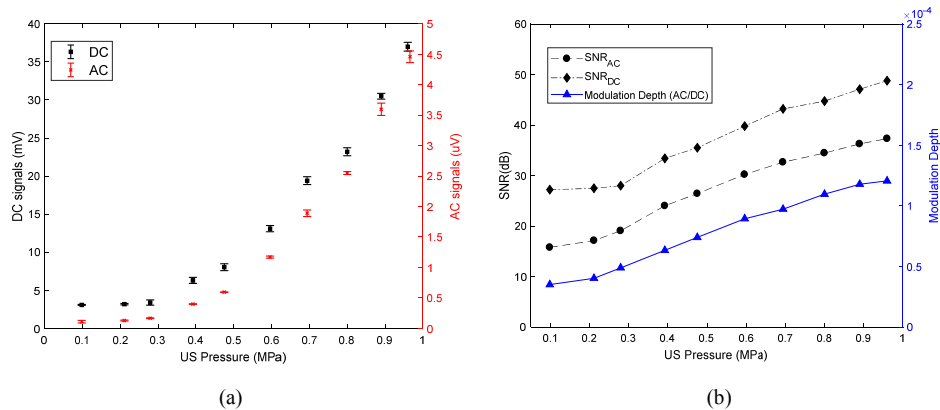 DC
AC
40
35
30
25
20
15
10
5
0
DC signals (mV)
5
4.5
4
3.5
3
2.5
2
1.5
1
0.5
0
AC signals (uV)
0.1 0.2 0.3 0.4 0.5 0.6 0.7 0.8 0.9 1
US Pressure (MPa)
(a)
SNR_AC
SNR_DC
Modulation Depth (AC/DC)
60
50
40
30
20
10
0
SNR(dB)
×10^-4
2.5
2
1.5
1
0.5
0
Modulation Depth
0 0.1 0.2 0.3 0.4 0.5 0.6 0.7 0.8 0.9 1
US Pressure (MPa)
(b)